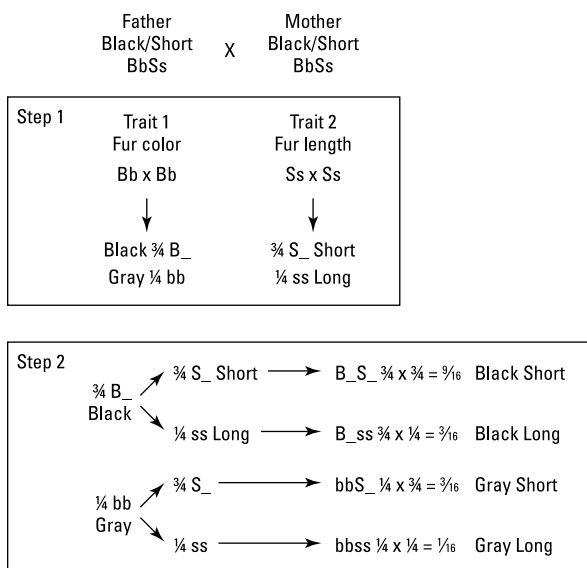 Father
Black/Short
BbSs
X
Mother
Black/Short
BbSs
Step 1
Trait 1
Fur color
Bb x Bb
Black ¾ B_
Gray ¼ bb
Trait 2
Fur length
Ss x Ss
¾ S_ Short
¼ ss Long
Step 2
¾ B_
Black
¾ S_ Short
B_S_ ¾ x ¾ = 9⁄16 Black Short
¼ ss Long
B_ss ¾ x ¼ = 3⁄16 Black Long
¼ bb
Gray
¾ S_
bbS_ ¼ x ¾ = 3⁄16 Gray Short
¼ ss
bbss ¼ x ¼ = 1⁄16 Gray Long